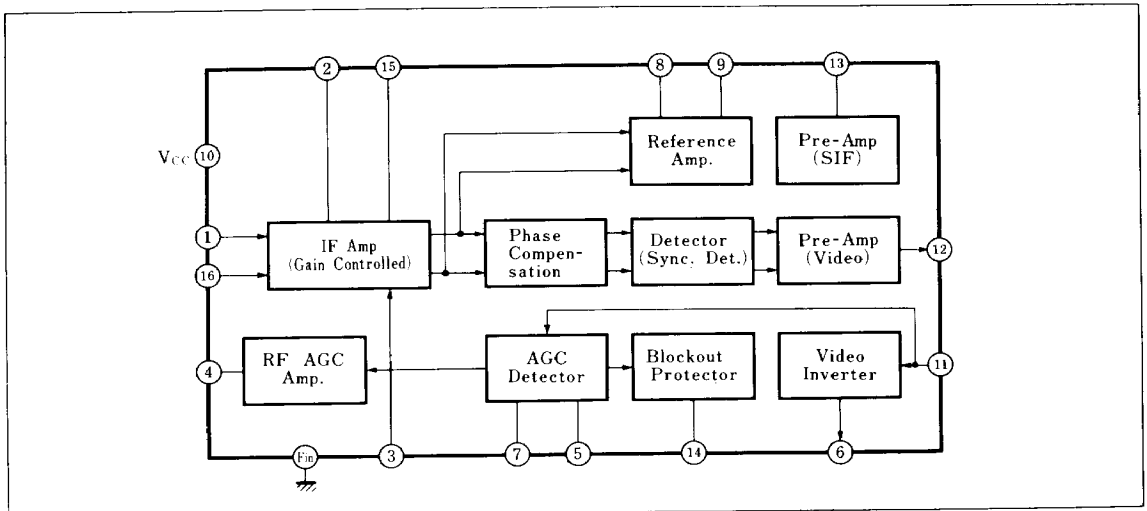 2
15
8
9
13
Reference
Amp.
Pre-Amp
(SIF)
Vcc
10
1
16
IF Amp
(Gain Controlled)
Phase
Compen-
sation
Detector
(Sync. Det.)
Pre-Amp
(Video)
12
4
RF AGC
Amp.
AGC
Detector
Blockout
Protector
Video
Inverter
11
Fin
3
7
5
14
6